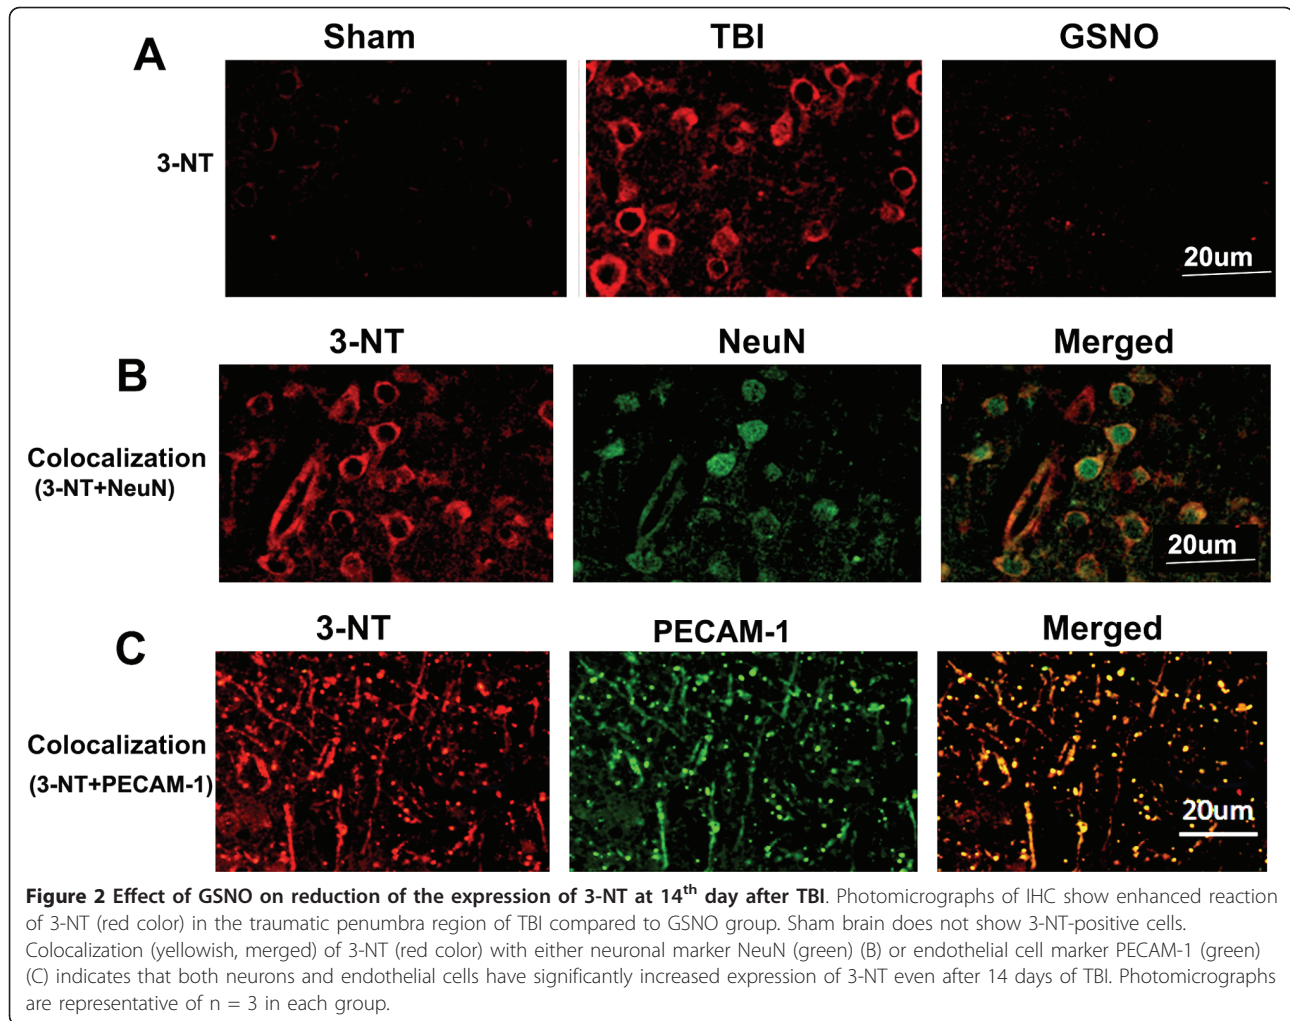 A
Sham
TBI
GSNO
3-NT
20um
B
3-NT
NeuN
Merged
Colocalization
(3-NT+NeuN)
20um
C
3-NT
PECAM-1
Merged
Colocalization
(3-NT+PECAM-1)
20um
Figure 2 Effect of GSNO on reduction of the expression of 3-NT at 14th day after TBI. Photomicrographs of IHC show enhanced reaction
of 3-NT (red color) in the traumatic penumbra region of TBI compared to GSNO group. Sham brain does not show 3-NT-positive cells.
Colocalization (yellowish, merged) of 3-NT (red color) with either neuronal marker NeuN (green) (B) or endothelial cell marker PECAM-1 (green)
(C) indicates that both neurons and endothelial cells have significantly increased expression of 3-NT even after 14 days of TBI. Photomicrographs
are representative of n = 3 in each group.